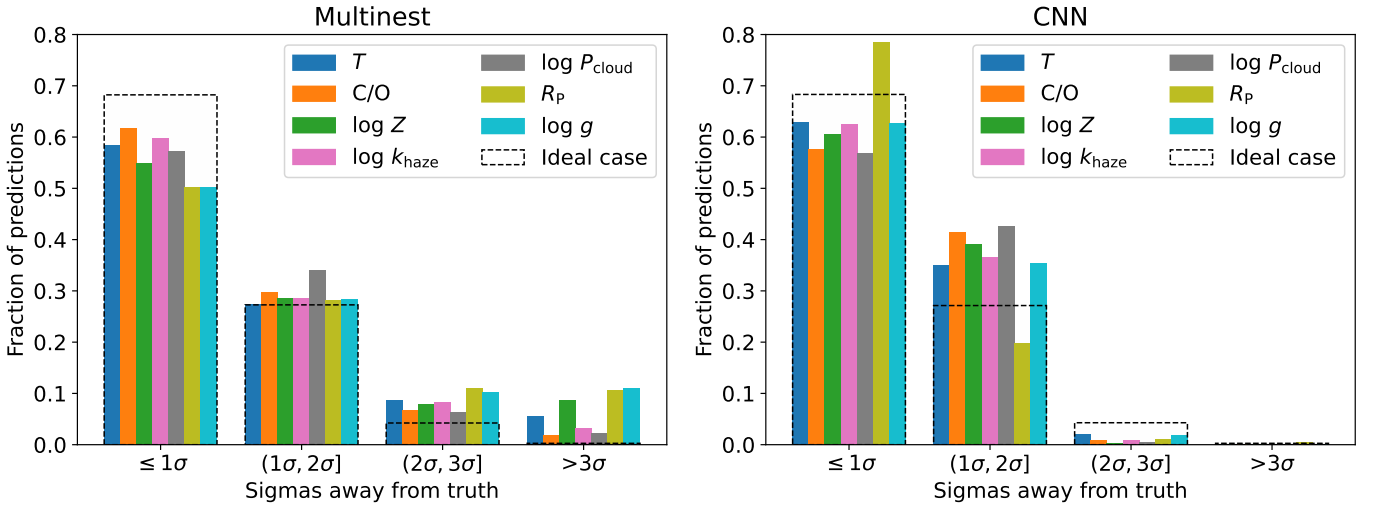 Multinest
Fraction of predictions
0.8
0.7
0.6
0.5
0.4
0.3
0.2
0.1
0.0
T
C/O
log Z
log k_haze
log P_cloud
R_P
log g
Ideal case
≤ 1σ
(1σ, 2σ]
(2σ, 3σ]
>3σ
Sigmas away from truth
CNN
Fraction of predictions
0.8
0.7
0.6
0.5
0.4
0.3
0.2
0.1
0.0
T
C/O
log Z
log k_haze
log P_cloud
R_P
log g
Ideal case
≤ 1σ
(1σ, 2σ]
(2σ, 3σ]
>3σ
Sigmas away from truth